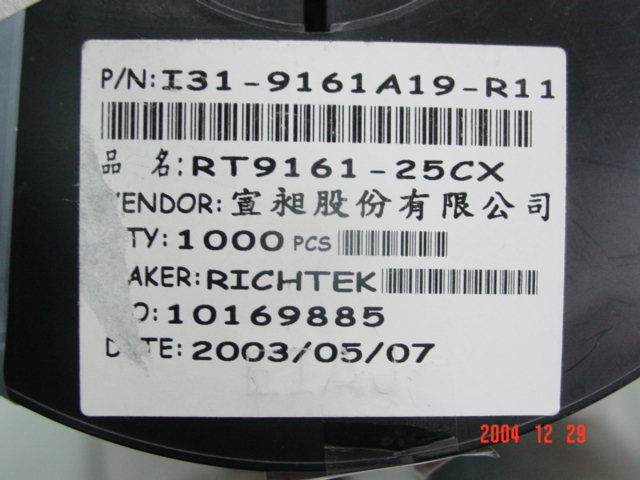 P/N:I31-9161A19-R11
品 名:RT9161-25CX
VENDOR:宣昶股份有限公司
TY:1000 PCS
AKER:RICHTEK
O:10169885
DATE:2003/05/07
2004 12 29